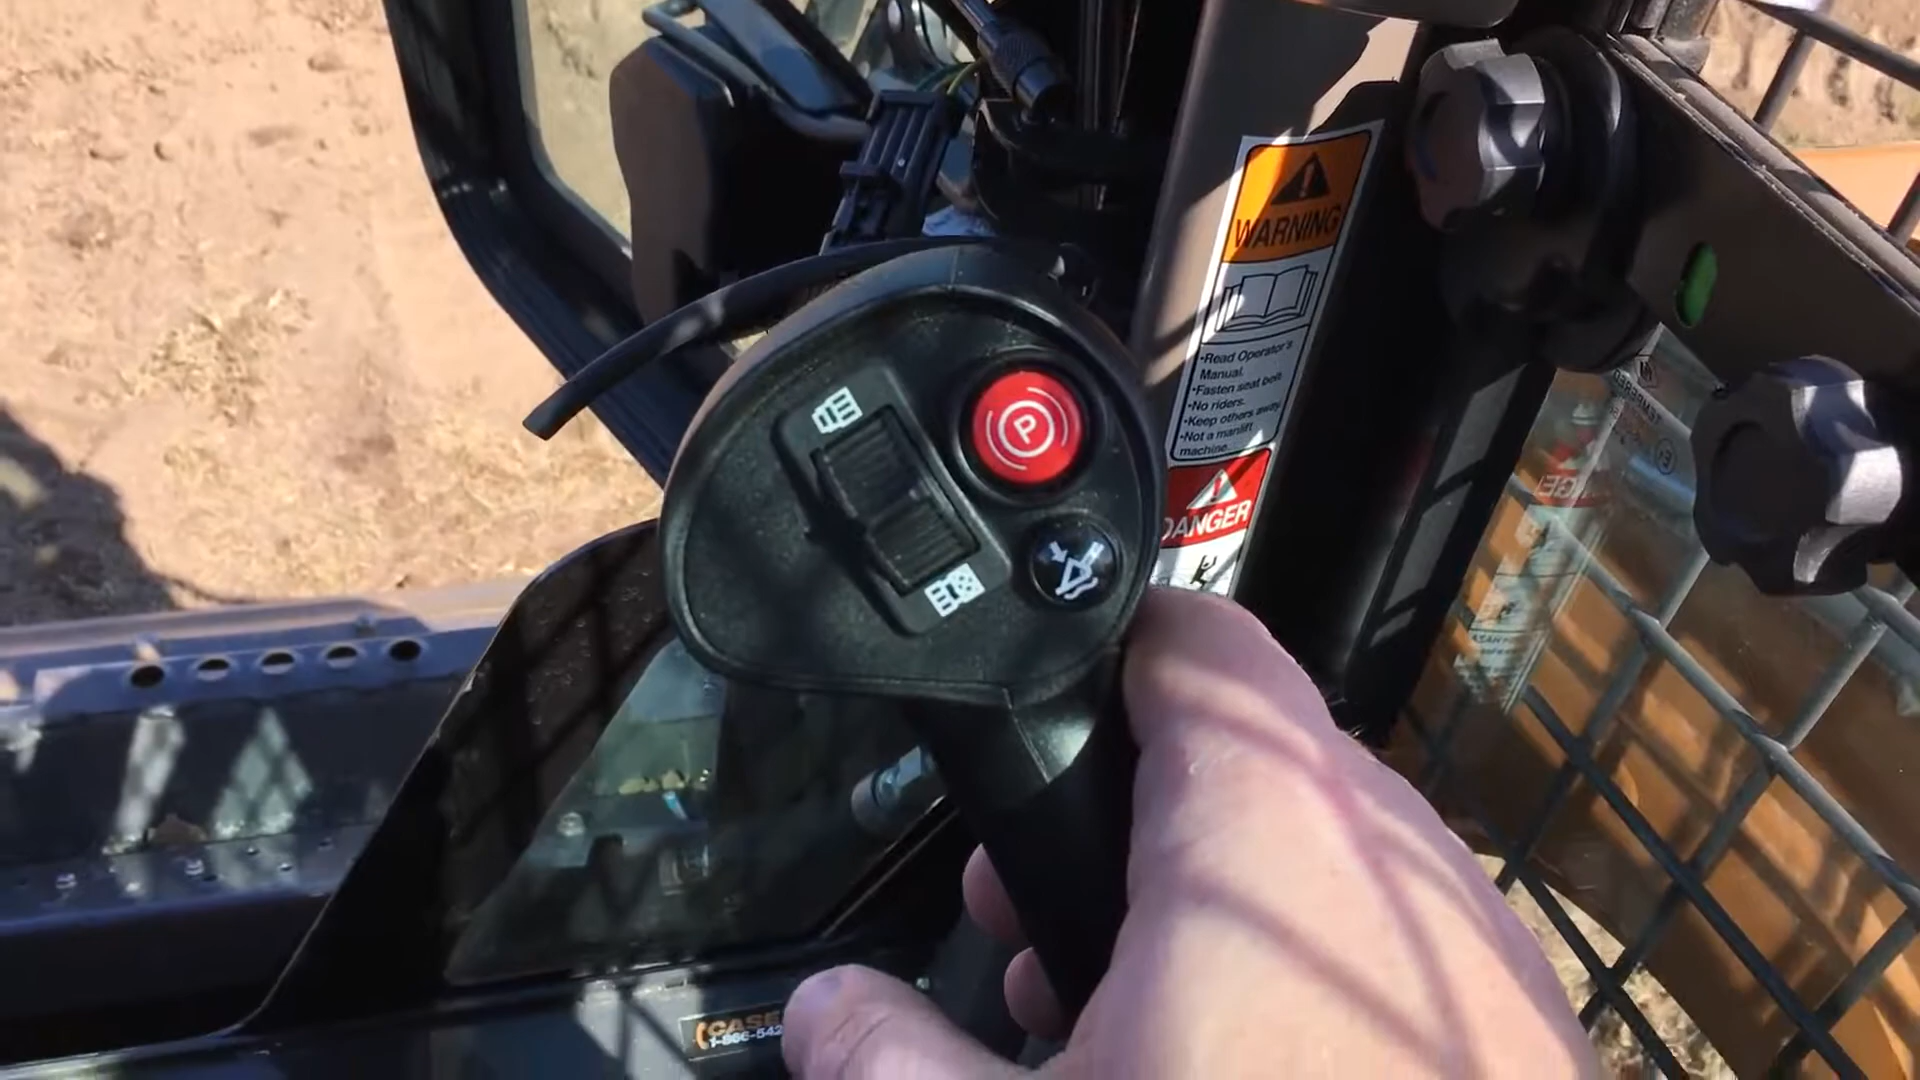 WARNING
•Read Operator's
Manual.
•Fasten seat belt.
•No riders.
•Keep others away.
•Not a manlift
machine.
P
DANGER
CASE
1-866-542